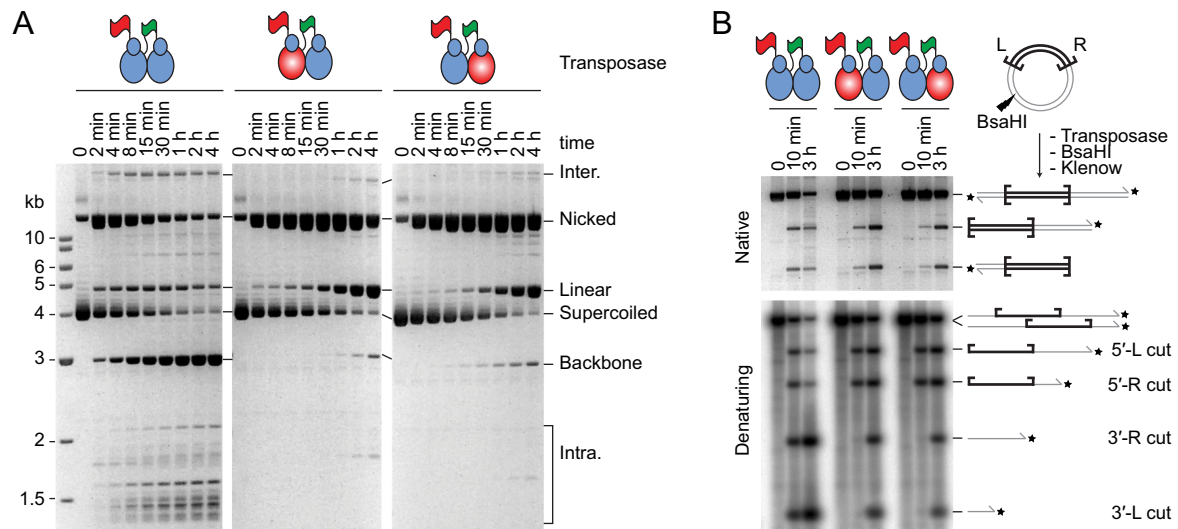 A
Transposase
0 2 min 4 min 8 min 15 min 30 min 1 h 2 h 4 h
0 2 min 4 min 8 min 15 min 30 min 1 h 2 h 4 h
0 2 min 4 min 8 min 15 min 30 min 1 h 2 h 4 h
time
kb
10
6
5
4
3
2
1.5
Inter.
Nicked
Linear
Supercoiled
Backbone
Intra.
B
0 10 min 3 h
0 10 min 3 h
0 10 min 3 h
L R
BsaHI
- Transposase
- BsaHI
- Klenow
Native
Denaturing
5′-L cut
5′-R cut
3′-R cut
3′-L cut